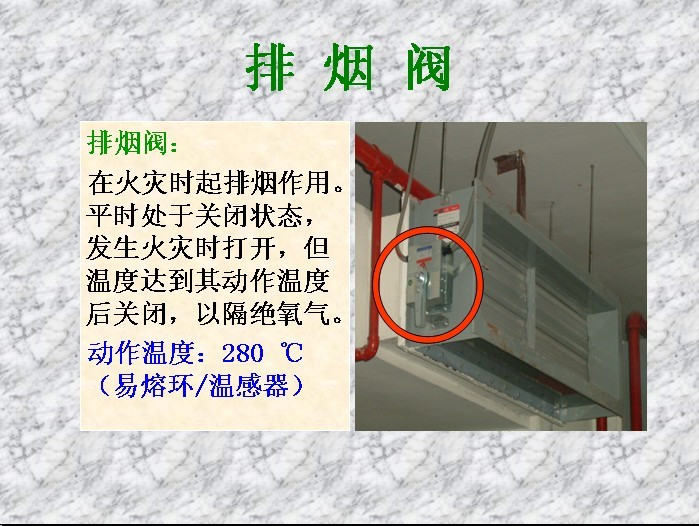 排 烟 阀
排烟阀：
在火灾时起排烟作用。
平时处于关闭状态，
发生火灾时打开，但
温度达到其动作温度
后关闭，以隔绝氧气。
动作温度：280 ℃
（易熔环/温感器）